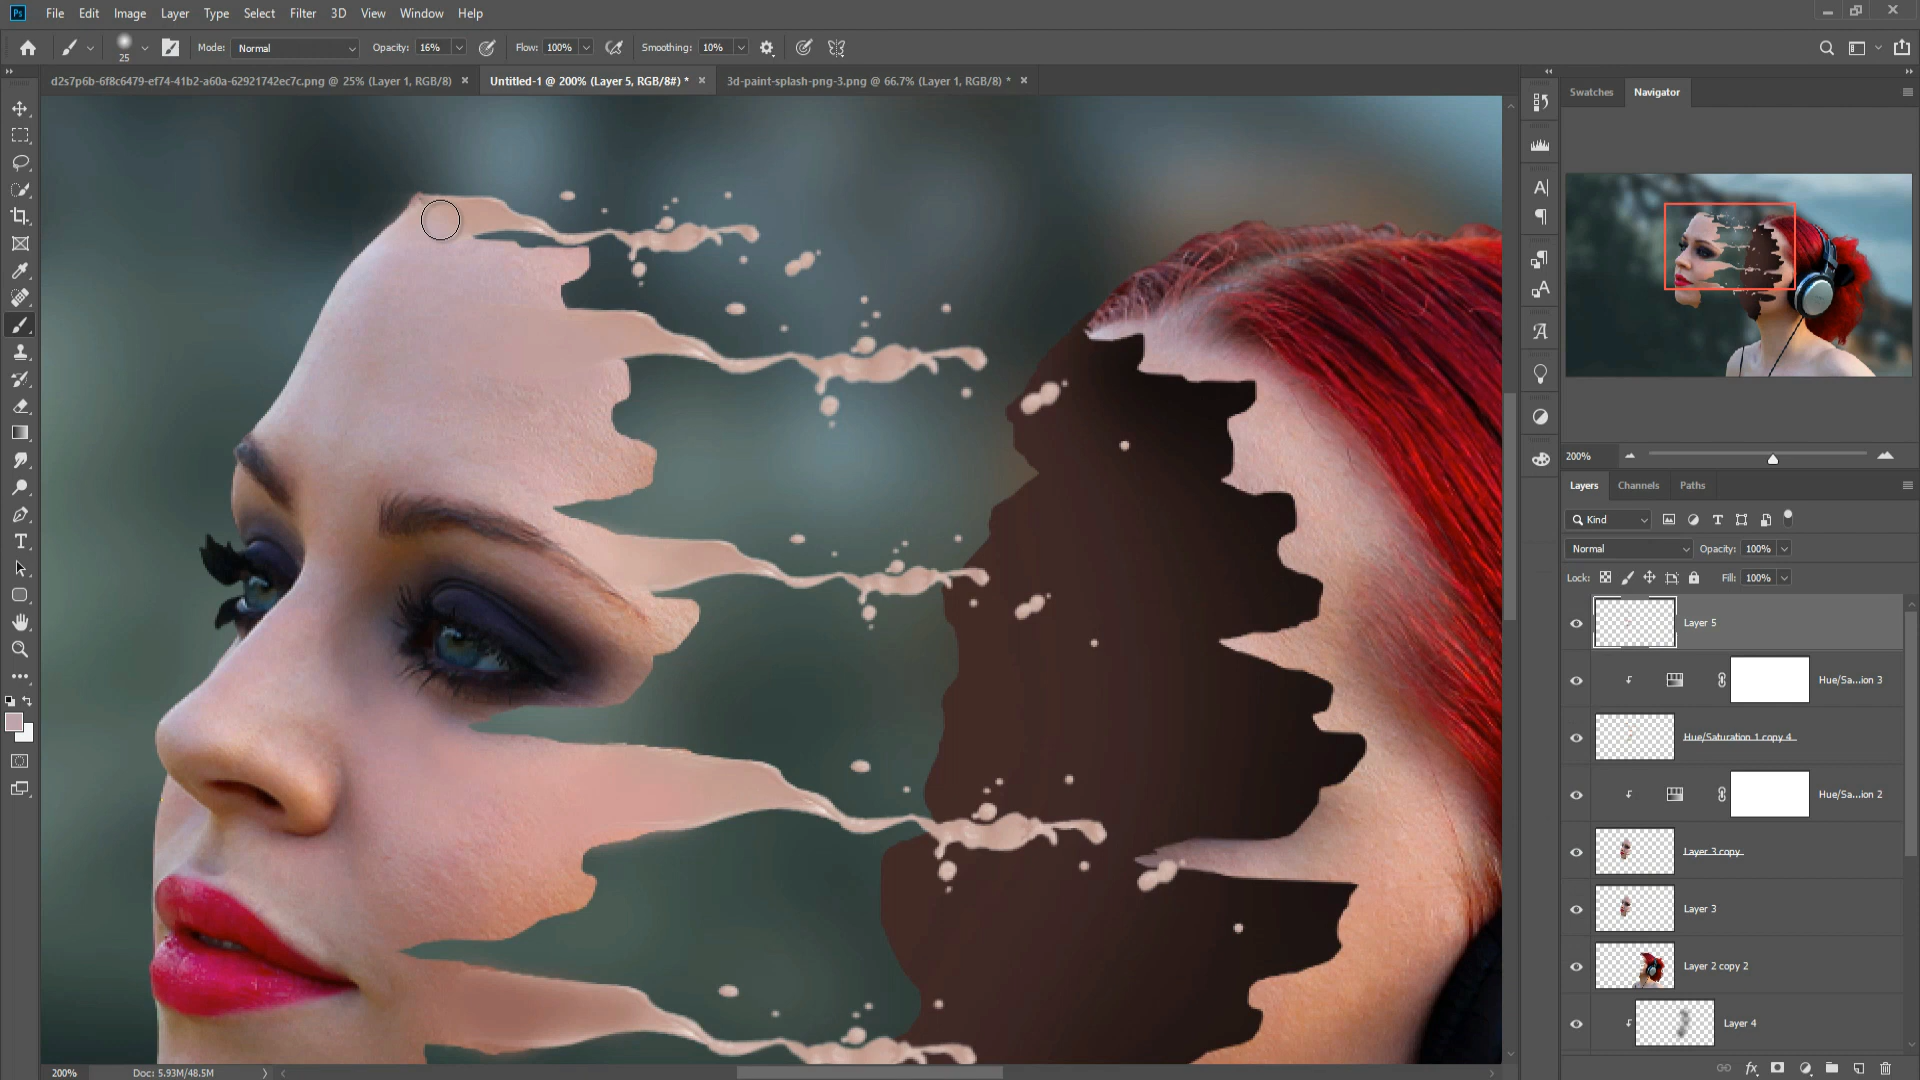 Ps File Edit Image Layer Type Select Filter 3D View Window Help
25 Mode: Normal Opacity: 16% Flow: 100% Smoothing: 10%
d2s7p6b-6f8c6479-ef74-41b2-a60a-62921742ec7c.png @ 25% (Layer 1, RGB/8) Untitled-1 @ 200% (Layer 5, RGB/8#) * 3d-paint-splash-png-3.png @ 66.7% (Layer 1, RGB/8) *
Swatches Navigator
200%
Layers Channels Paths
Kind
Normal Opacity: 100%
Lock: Fill: 100%
Layer 5
Hue/Sa...ion 3
Hue/Saturation 1 copy 4
Hue/Sa...ion 2
Layer 3 copy
Layer 3
Layer 2 copy 2
Layer 4
200% Doc: 5.93M/48.5M